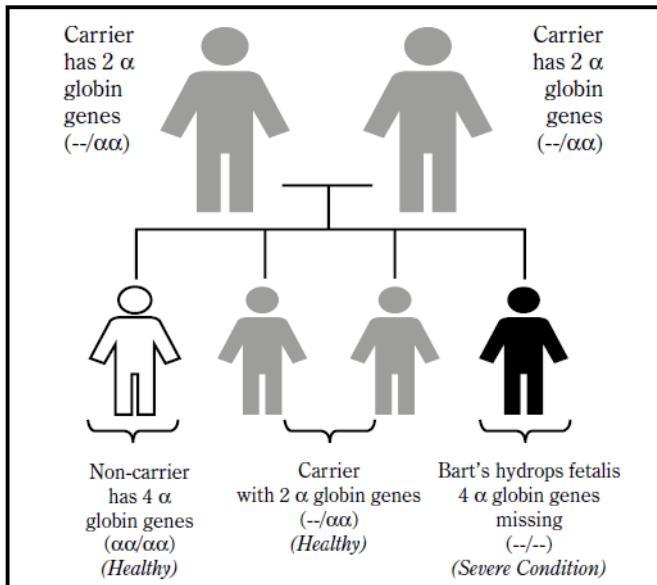 Carrier
has 2 α
globin
genes
(--/αα)
Carrier
has 2 α
globin
genes
(--/αα)
Non-carrier
has 4 α
globin genes
(αα/αα)
(Healthy)
Carrier
with 2 α globin genes
(--/αα)
(Healthy)
Bart's hydrops fetalis
4 α globin genes
missing
(--/--)
(Severe Condition)